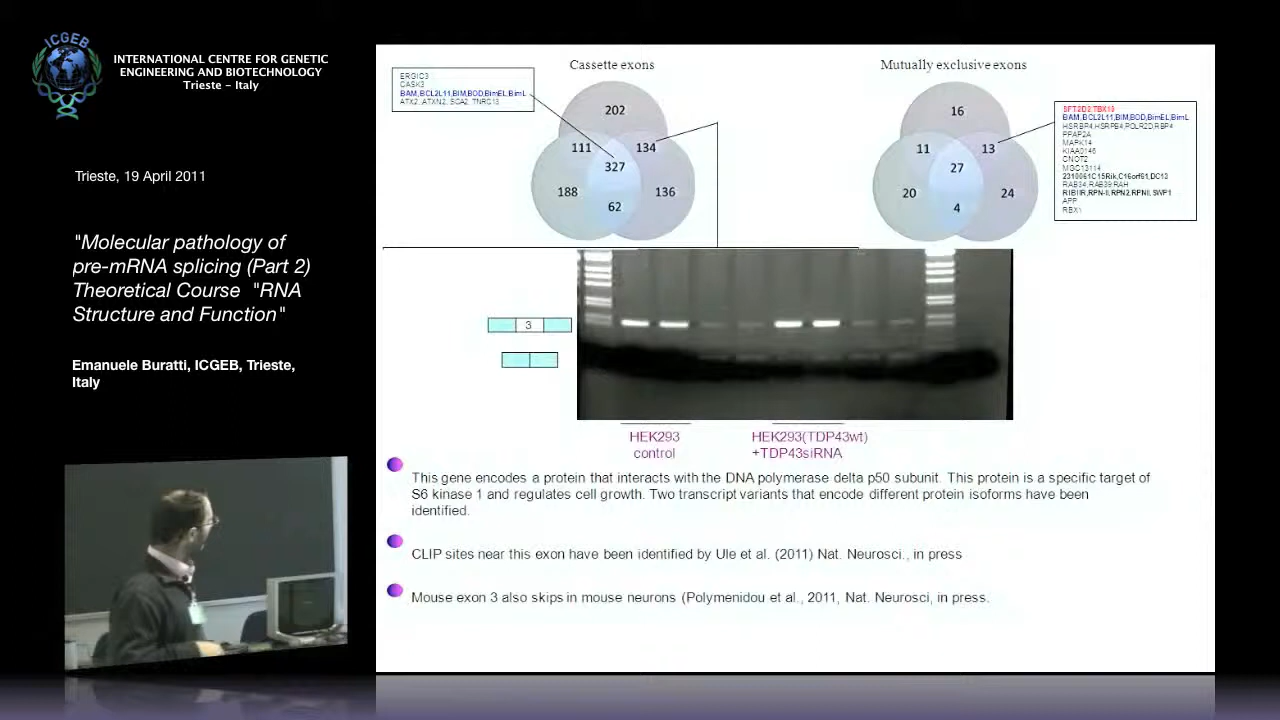 ICGEB
INTERNATIONAL CENTRE FOR GENETIC
ENGINEERING AND BIOTECHNOLOGY
Trieste - Italy
Trieste, 19 April 2011
"Molecular pathology of
pre-mRNA splicing (Part 2)
Theoretical Course "RNA
Structure and Function"
Emanuele Buratti, ICGEB, Trieste,
Italy
Cassette exons
ERGIC3
CASK3
BAM,BCL2L11,BIM,BOD,BimEL,BimL
ATX2, ATXN2, SCA2, TNRC13
202
111
134
327
188
136
62
Mutually exclusive exons
16
11
13
27
20
24
4
SFT2D2,TBX19
BAM,BCL2L11,BIM,BOD,BimEL,BimL
HSRBP4,HSRPB4,POLR2D,RBP4
PPAP2A
MAPK14
KIAA0146
CNOT2
MGC13114
2310061C15Rik,C16orf61,DC13
RAB34,RAB39,RAH
RIBIIR,RPN-II,RPN2,RPNII,SWP1
APP
RBX1
3
HEK293
control
HEK293(TDP43wt)
+TDP43siRNA
This gene encodes a protein that interacts with the DNA polymerase delta p50 subunit. This protein is a specific target of
S6 kinase 1 and regulates cell growth. Two transcript variants that encode different protein isoforms have been
identified.
CLIP sites near this exon have been identified by Ule et al. (2011) Nat. Neurosci., in press
Mouse exon 3 also skips in mouse neurons (Polymenidou et al., 2011, Nat. Neurosci, in press.